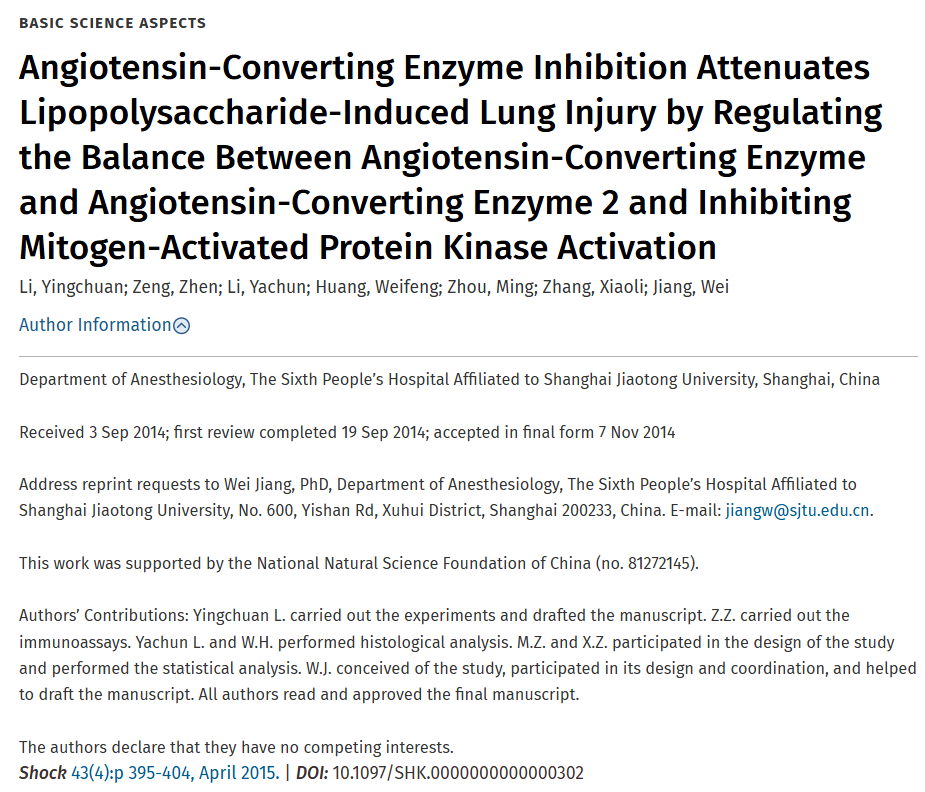 BASIC SCIENCE ASPECTS
Angiotensin-Converting Enzyme Inhibition Attenuates
Lipopolysaccharide-Induced Lung Injury by Regulating
the Balance Between Angiotensin-Converting Enzyme
and Angiotensin-Converting Enzyme 2 and Inhibiting
Mitogen-Activated Protein Kinase Activation
Li, Yingchuan; Zeng, Zhen; Li, Yachun; Huang, Weifeng; Zhou, Ming; Zhang, Xiaoli; Jiang, Wei
Author Information
Department of Anesthesiology, The Sixth People’s Hospital Affiliated to Shanghai Jiaotong University, Shanghai, China
Received 3 Sep 2014; first review completed 19 Sep 2014; accepted in final form 7 Nov 2014
Address reprint requests to Wei Jiang, PhD, Department of Anesthesiology, The Sixth People’s Hospital Affiliated to
Shanghai Jiaotong University, No. 600, Yishan Rd, Xuhui District, Shanghai 200233, China. E-mail: jiangw@sjtu.edu.cn.
This work was supported by the National Natural Science Foundation of China (no. 81272145).
Authors’ Contributions: Yingchuan L. carried out the experiments and drafted the manuscript. Z.Z. carried out the
immunoassays. Yachun L. and W.H. performed histological analysis. M.Z. and X.Z. participated in the design of the study
and performed the statistical analysis. W.J. conceived of the study, participated in its design and coordination, and helped
to draft the manuscript. All authors read and approved the final manuscript.
The authors declare that they have no competing interests.
Shock 43(4):p 395-404, April 2015. | DOI: 10.1097/SHK.0000000000000302